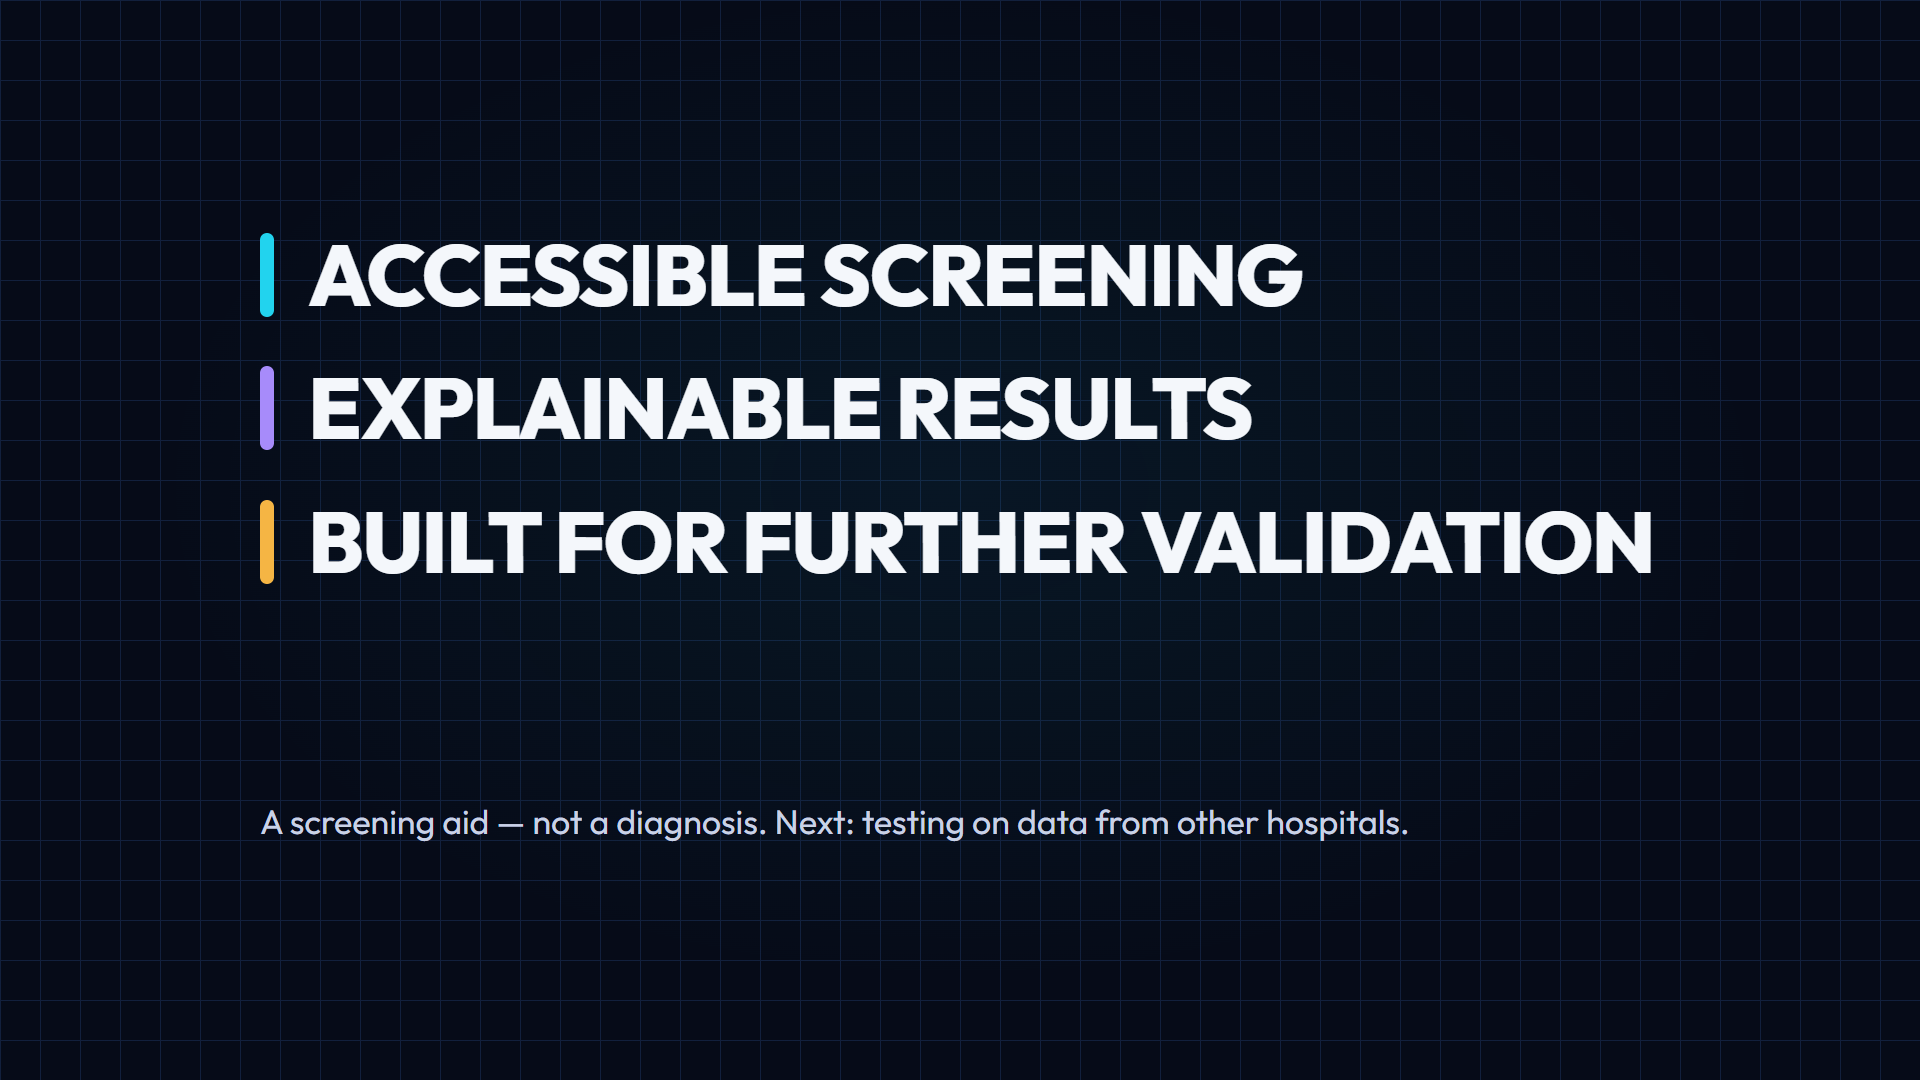 ACCESSIBLE SCREENING
EXPLAINABLE RESULTS
BUILT FOR FURTHER VALIDATION
A screening aid — not a diagnosis. Next: testing on data from other hospitals.